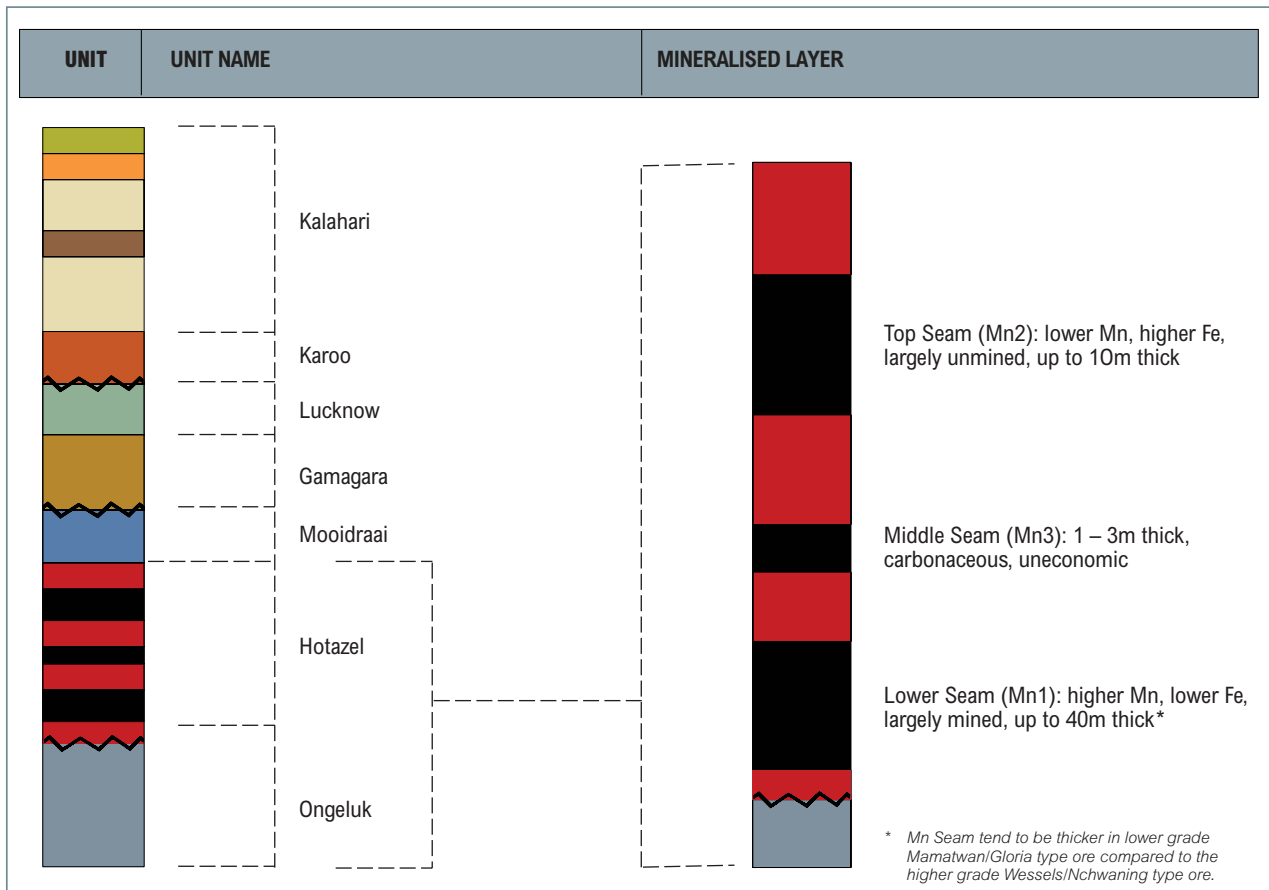 UNIT
UNIT NAME
MINERALISED LAYER
Kalahari
Karoo
Lucknow
Gamagara
Mooidraai
Hotazel
Ongeluk
Top Seam (Mn2): lower Mn, higher Fe,
largely unmined, up to 10m thick
Middle Seam (Mn3): 1 – 3m thick,
carbonaceous, uneconomic
Lower Seam (Mn1): higher Mn, lower Fe,
largely mined, up to 40m thick*
* Mn Seam tend to be thicker in lower grade
Mamatwan/Gloria type ore compared to the
higher grade Wessels/Nchwaning type ore.